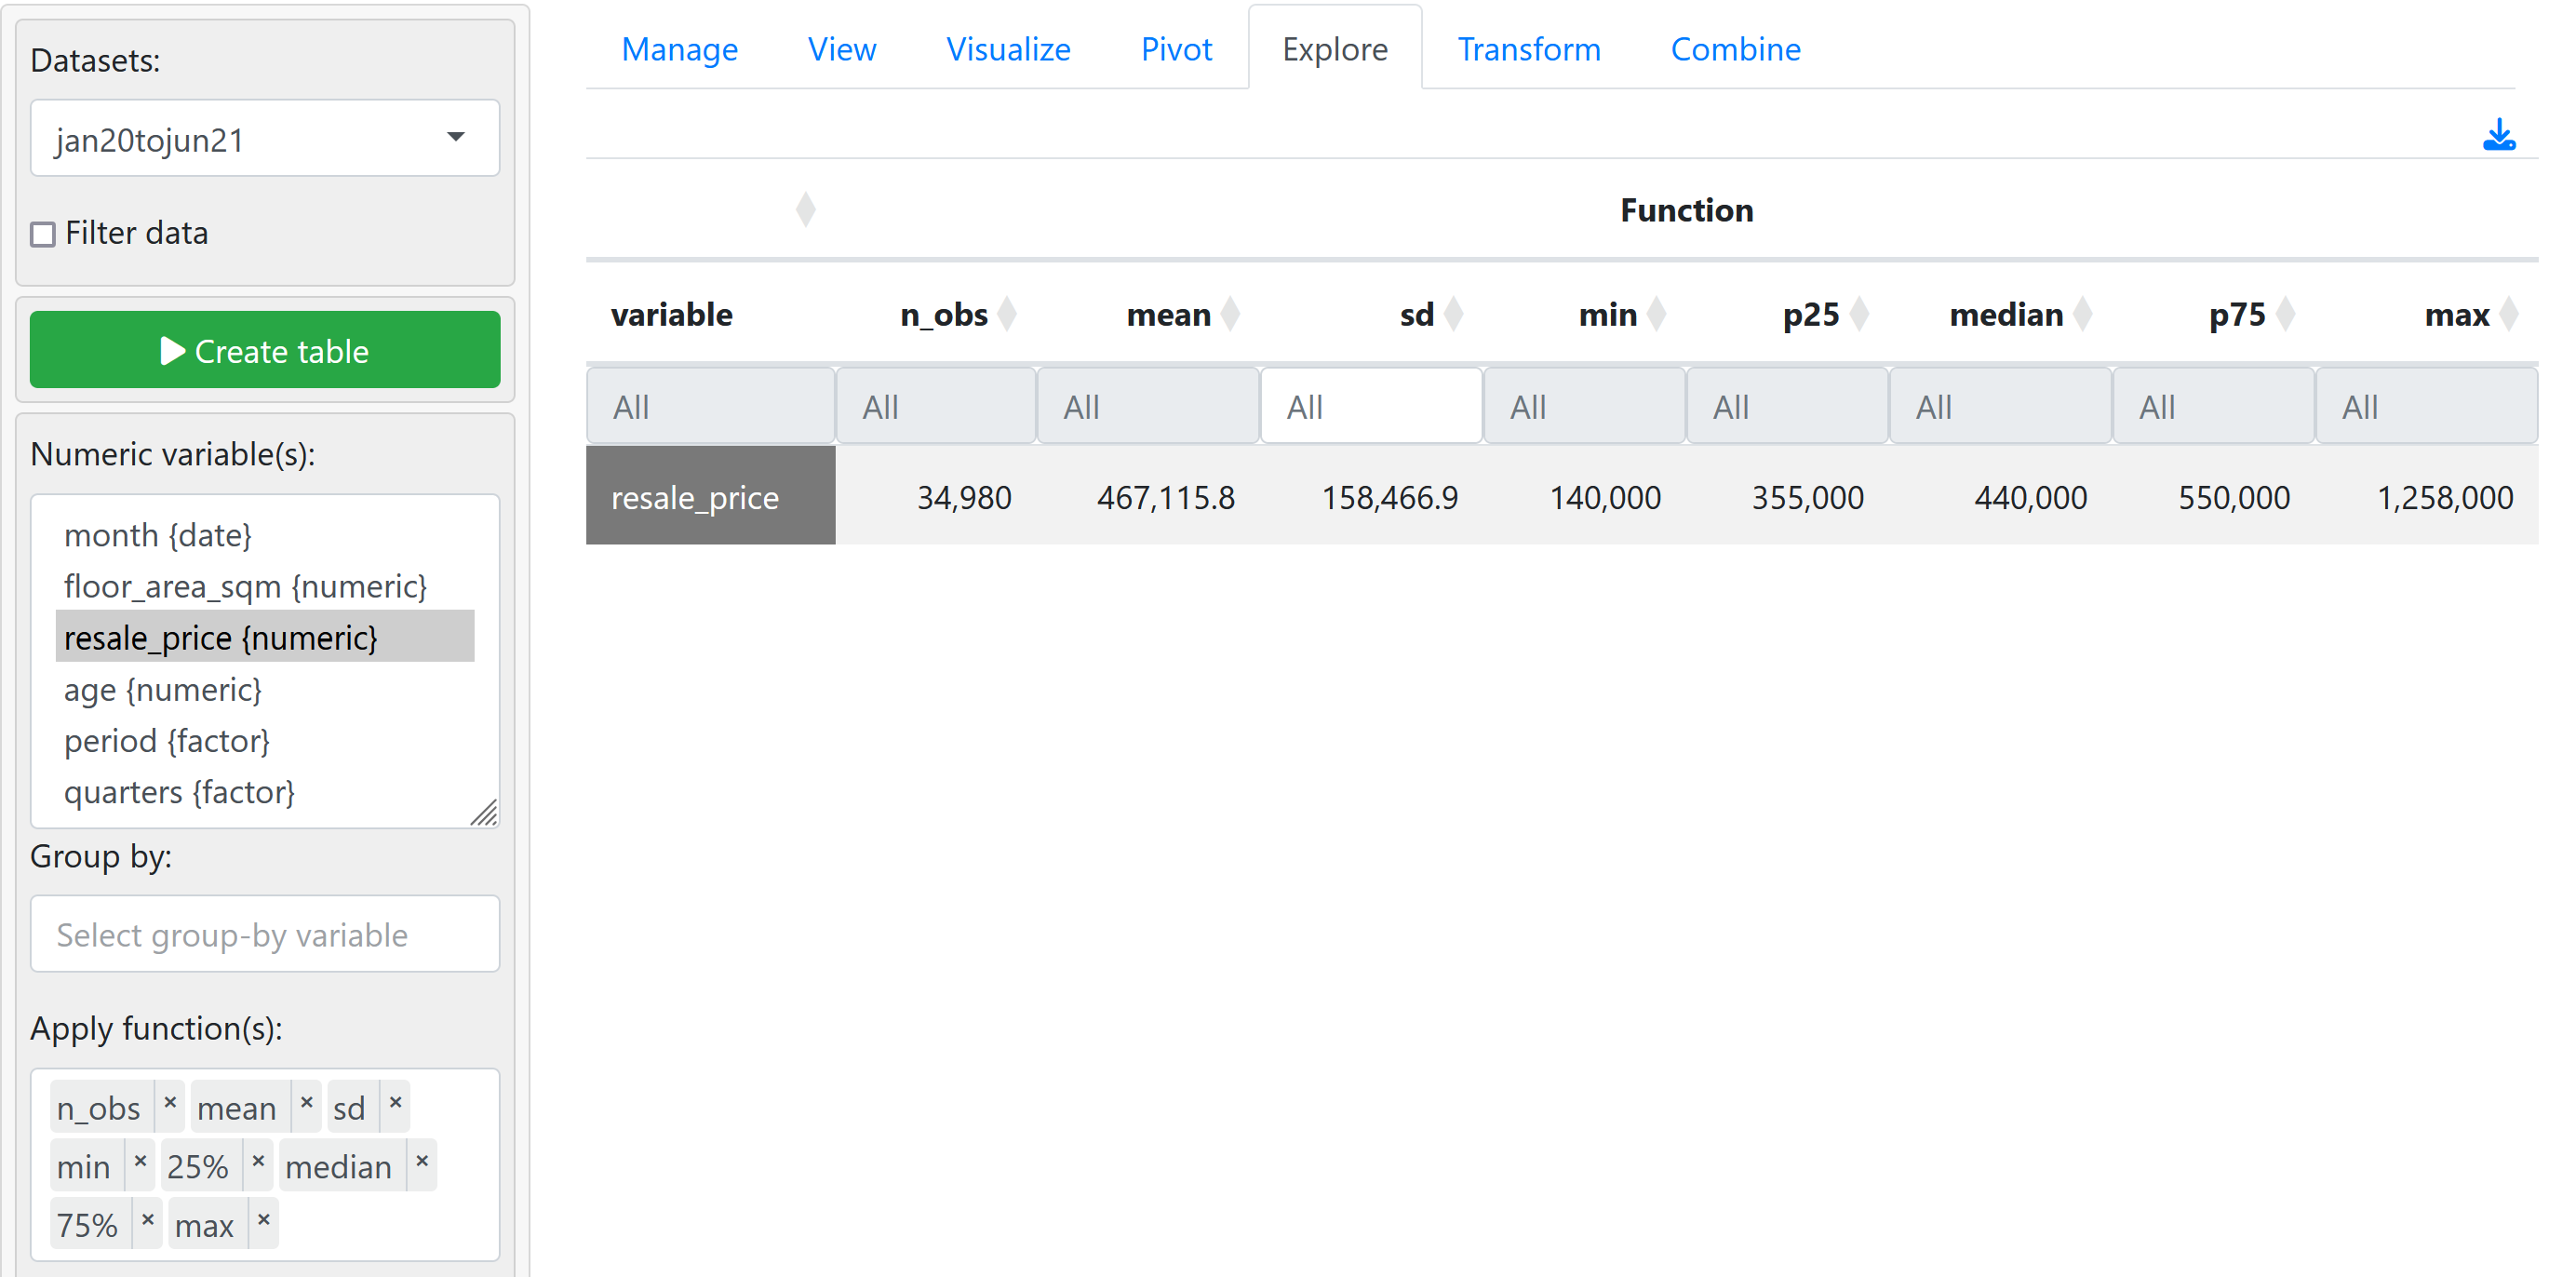 Datasets:
jan20tojun21
Filter data
Create table
Numeric variable(s):
month {date}
floor_area_sqm {numeric}
resale_price {numeric}
age {numeric}
period {factor}
quarters {factor}
Group by:
Select group-by variable
Apply function(s):
n_obs × mean × sd ×
min × 25% × median ×
75% × max ×
Manage View Visualize Pivot Explore Transform Combine
Function
variable n_obs mean sd min p25 median p75 max
All All All All All All All All All
resale_price 34,980 467,115.8 158,466.9 140,000 355,000 440,000 550,000 1,258,000